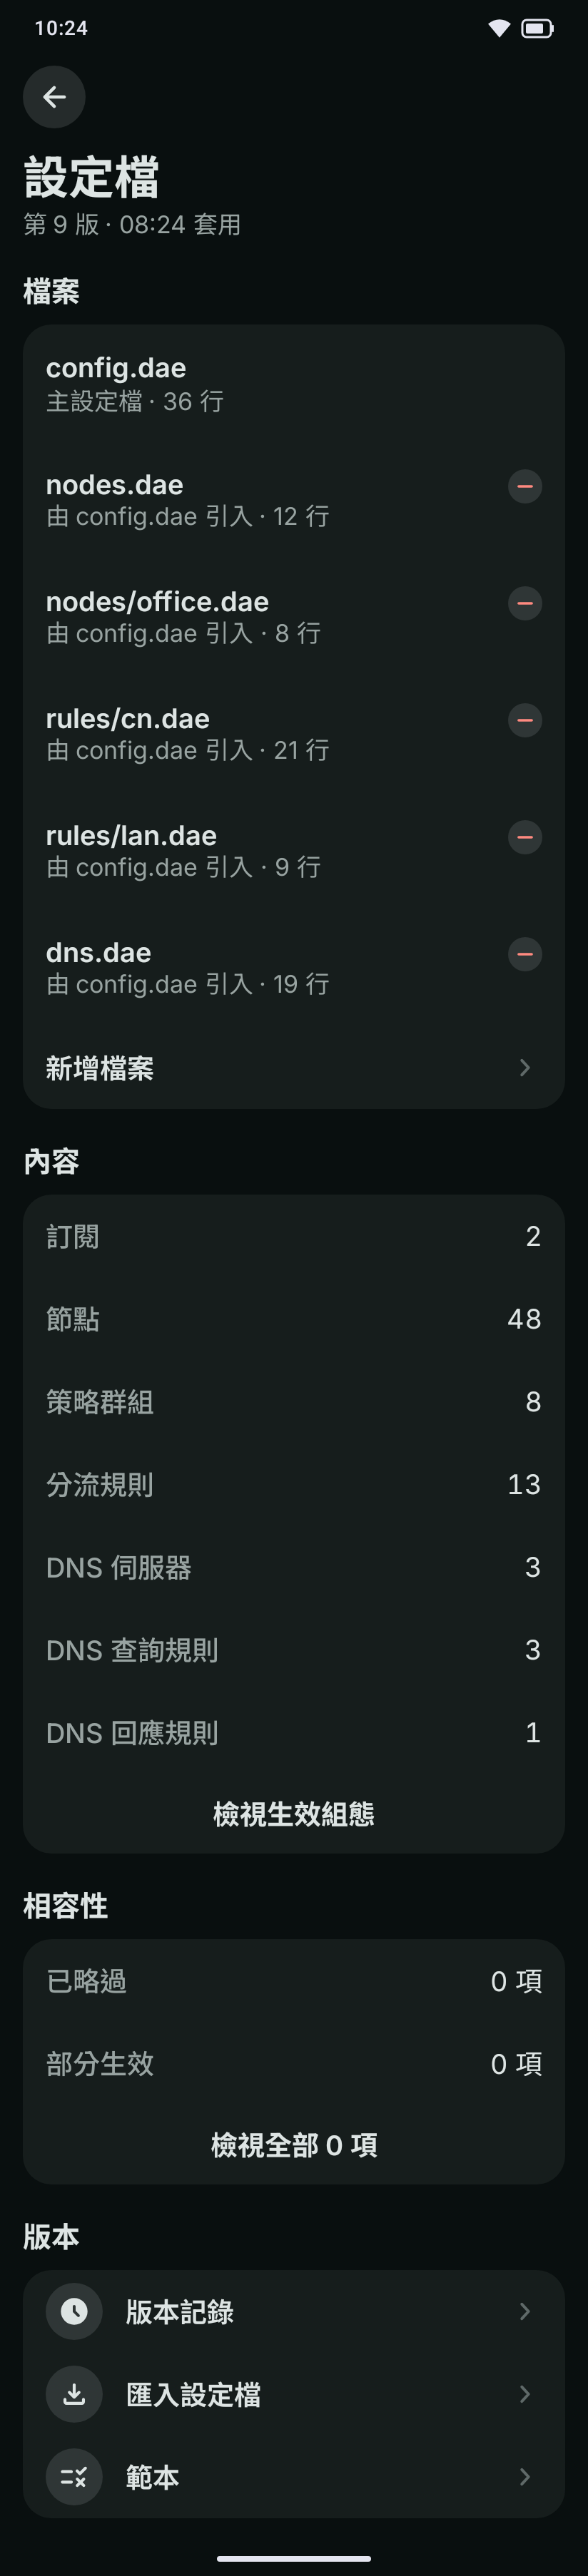 10:24
設定檔
第 9 版 · 08:24 套用
檔案
config.dae
主設定檔 · 36 行
nodes.dae
由 config.dae 引入 · 12 行
nodes/office.dae
由 config.dae 引入 · 8 行
rules/cn.dae
由 config.dae 引入 · 21 行
rules/lan.dae
由 config.dae 引入 · 9 行
dns.dae
由 config.dae 引入 · 19 行
新增檔案
內容
訂閱 2
節點 48
策略群組 8
分流規則 13
DNS 伺服器 3
DNS 查詢規則 3
DNS 回應規則 1
檢視生效組態
相容性
已略過 0 項
部分生效 0 項
檢視全部 0 項
版本
版本記錄
匯入設定檔
範本